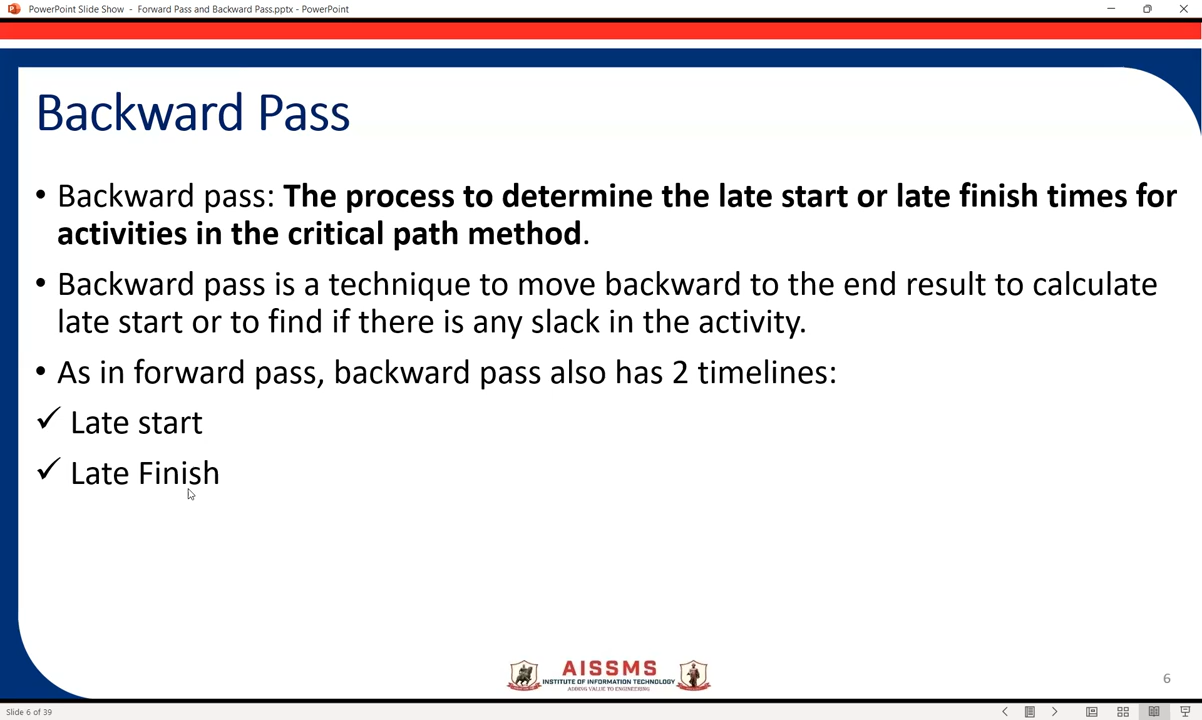 PowerPoint Slide Show - Forward Pass and Backward Pass.pptx - PowerPoint
Backward Pass
• Backward pass: The process to determine the late start or late finish times for
activities in the critical path method.
• Backward pass is a technique to move backward to the end result to calculate
late start or to find if there is any slack in the activity.
• As in forward pass, backward pass also has 2 timelines:
✓ Late start
✓ Late Finish
AISSMS
INSTITUTE OF INFORMATION TECHNOLOGY
ADDING VALUE TO ENGINEERING
6
Slide 6 of 39